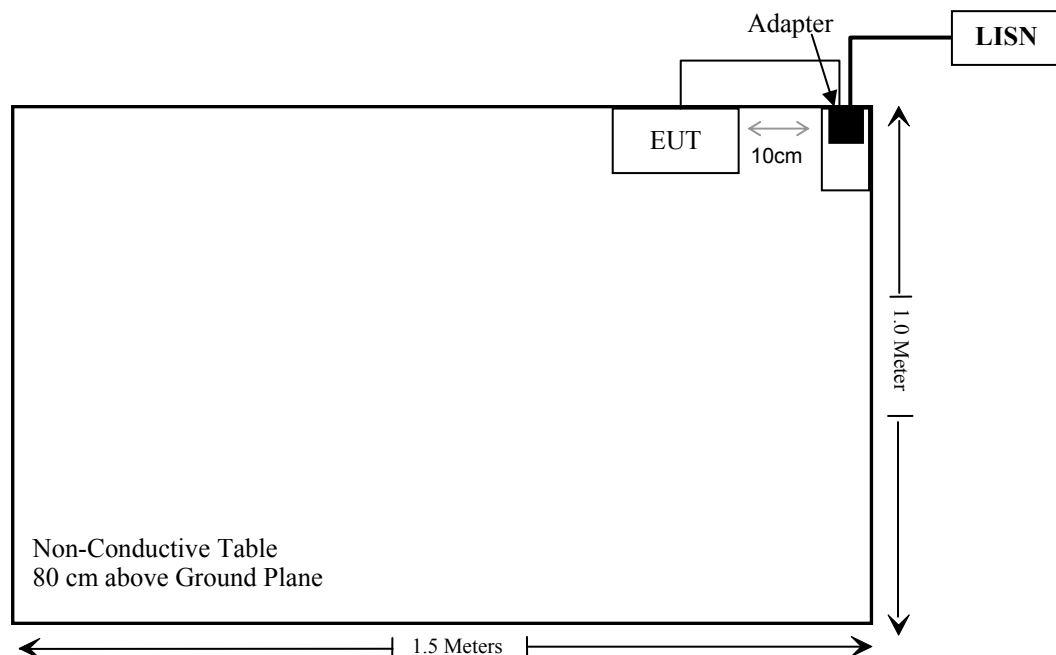 Adapter
LISN
EUT
10cm
1.0 Meter
Non-Conductive Table
80 cm above Ground Plane
1.5 Meters